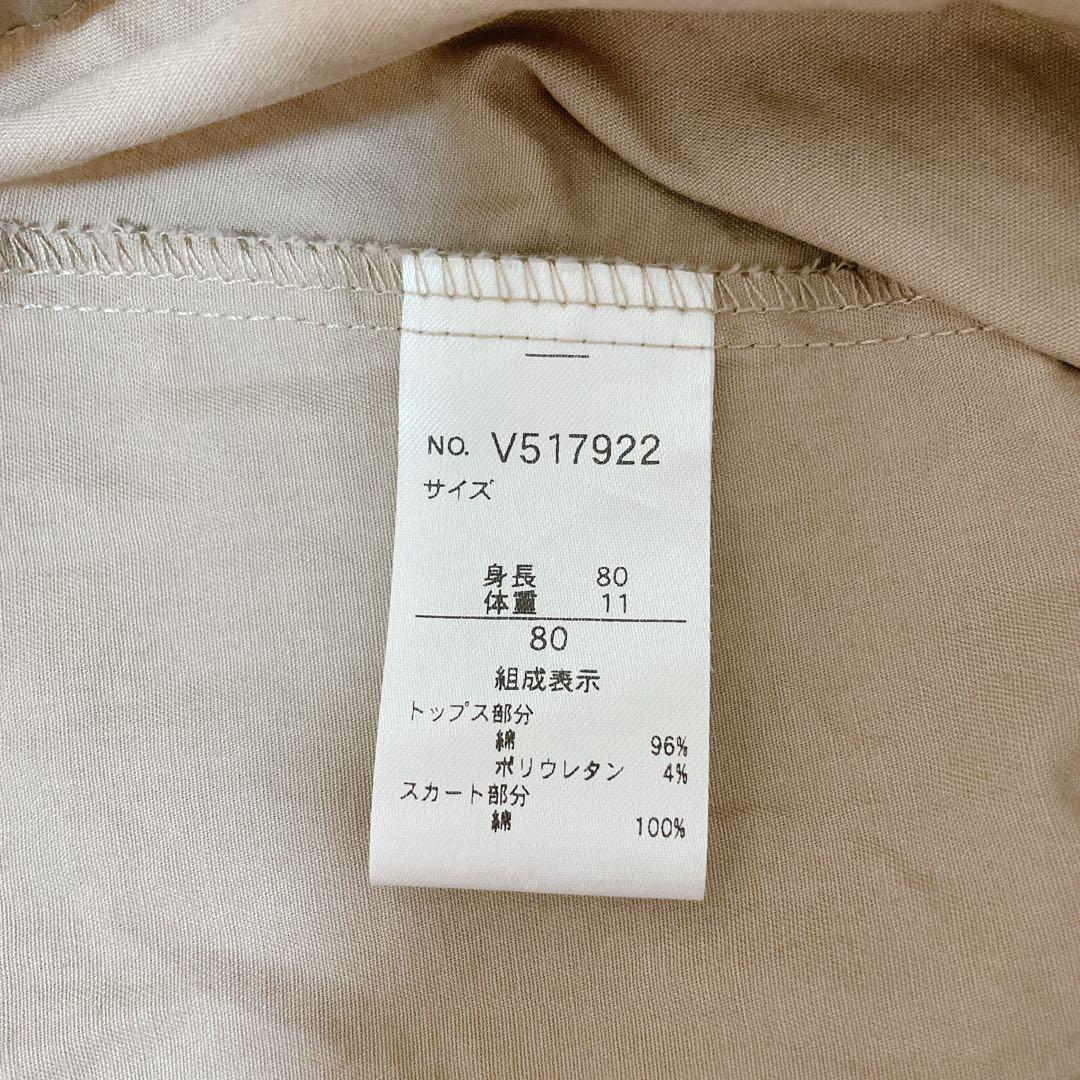 NO. V517922
サイズ
身長 80
体重 11
80
組成表示
トップス部分
綿 96%
ポリウレタン 4%
スカート部分
綿 100%